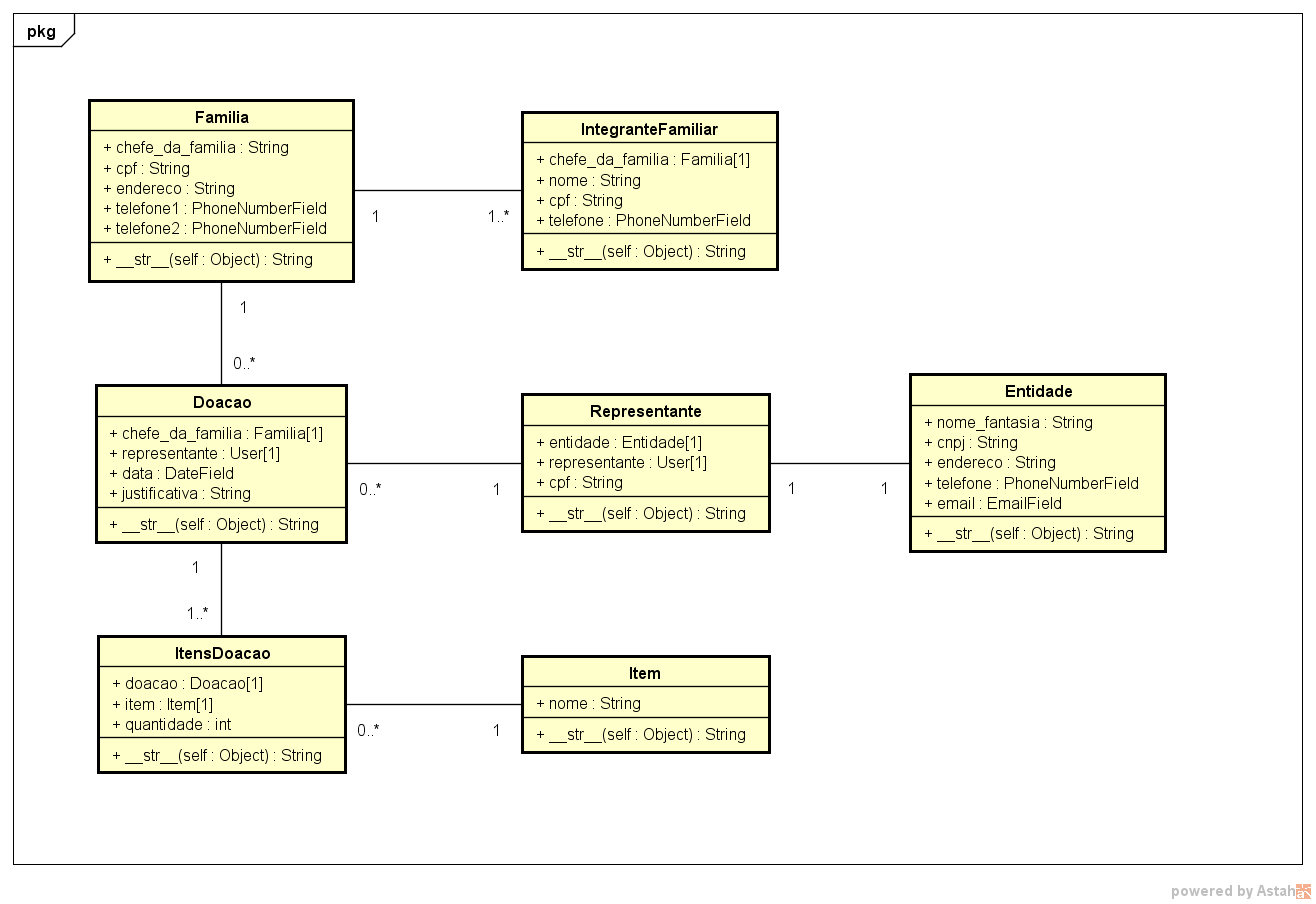 pkg
Familia
+ chefe_da_familia : String
+ cpf : String
+ endereco : String
+ telefone1 : PhoneNumberField
+ telefone2 : PhoneNumberField
+ __str__(self : Object) : String
IntegranteFamiliar
+ chefe_da_familia : Familia[1]
+ nome : String
+ cpf : String
+ telefone : PhoneNumberField
+ __str__(self : Object) : String
1
1..*
1
0..*
Doacao
+ chefe_da_familia : Familia[1]
+ representante : User[1]
+ data : DateField
+ justificativa : String
+ __str__(self : Object) : String
0..*
1
Representante
+ entidade : Entidade[1]
+ representante : User[1]
+ cpf : String
+ __str__(self : Object) : String
1
1
Entidade
+ nome_fantasia : String
+ cnpj : String
+ endereco : String
+ telefone : PhoneNumberField
+ email : EmailField
+ __str__(self : Object) : String
1
1..*
ItensDoacao
+ doacao : Doacao[1]
+ item : Item[1]
+ quantidade : int
+ __str__(self : Object) : String
0..*
1
Item
+ nome : String
+ __str__(self : Object) : String
powered by Astah